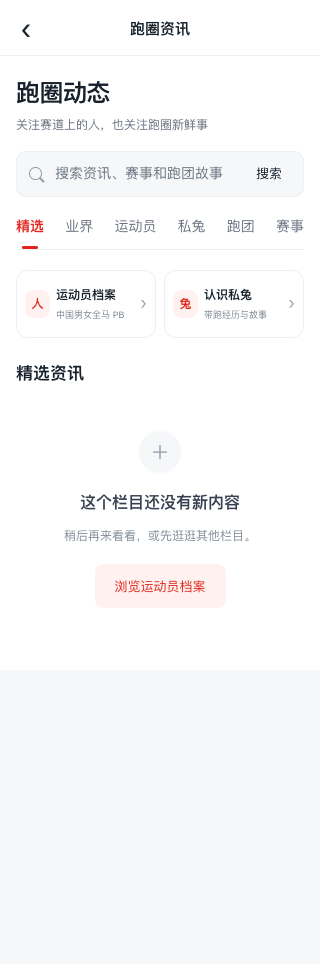 跑圈资讯
跑圈动态
关注赛道上的人，也关注跑圈新鲜事
搜索资讯、赛事和跑团故事 搜索
精选 业界 运动员 私兔 跑团 赛事
人 运动员档案
中国男女全马 PB
兔 认识私兔
带跑经历与故事
精选资讯
这个栏目还没有新内容
稍后再来看看，或先逛逛其他栏目。
浏览运动员档案